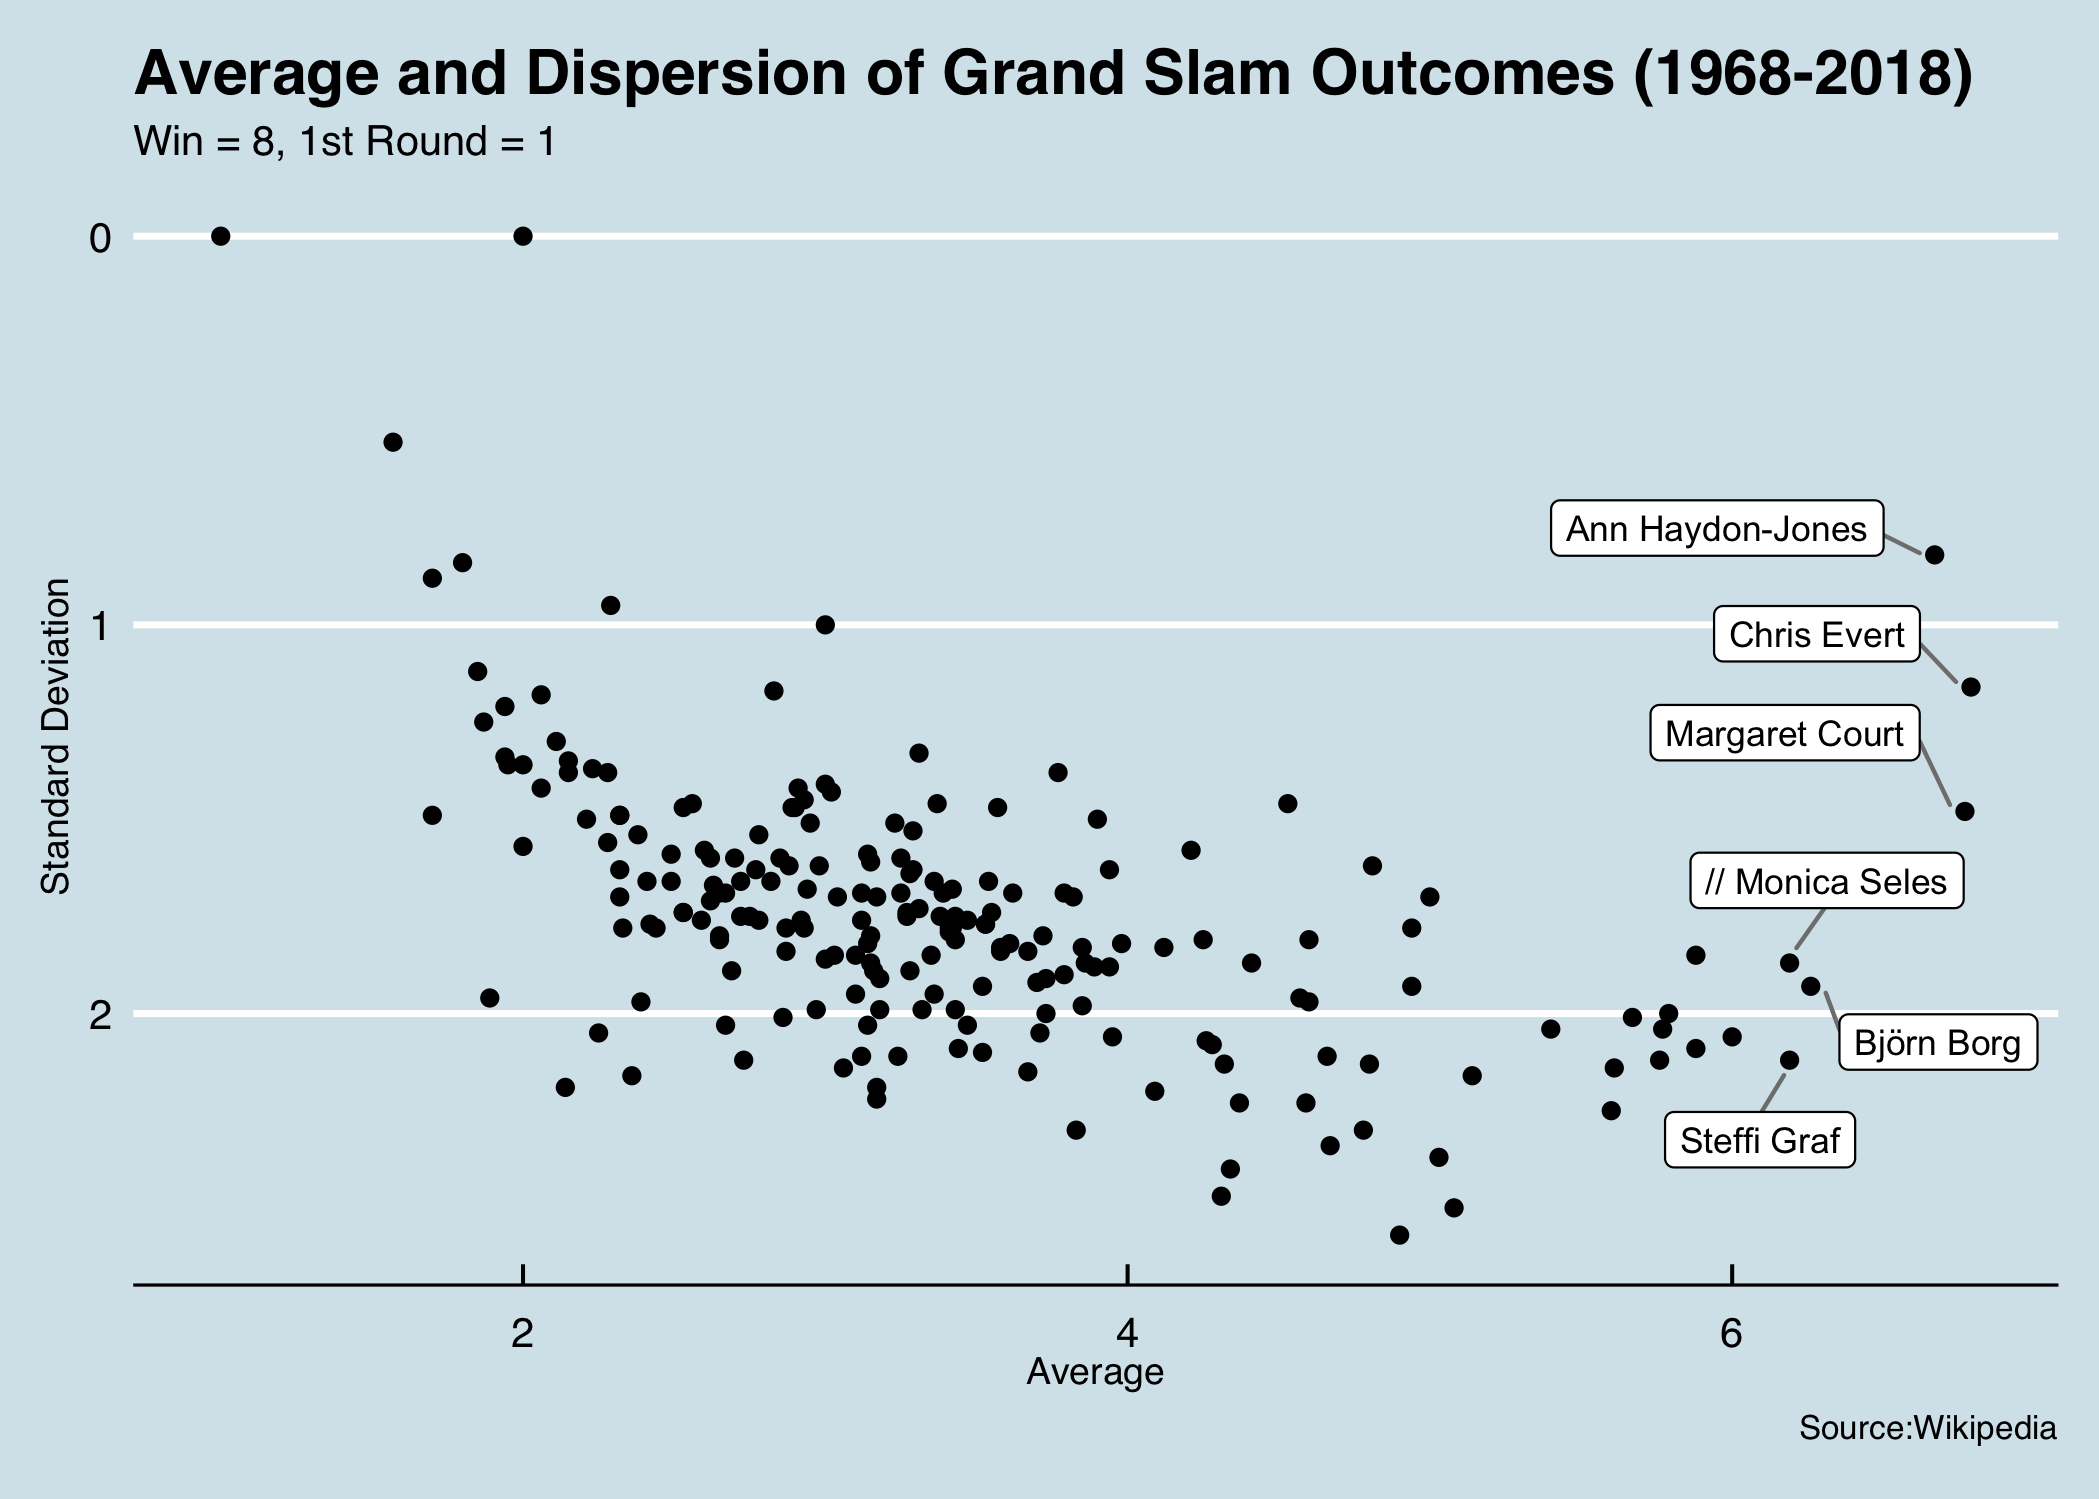 Average and Dispersion of Grand Slam Outcomes (1968-2018)
Win = 8, 1st Round = 1
0
1
2
Standard Deviation
Ann Haydon-Jones
Chris Evert
Margaret Court
// Monica Seles
Björn Borg
Steffi Graf
2
4
6
Average
Source:Wikipedia